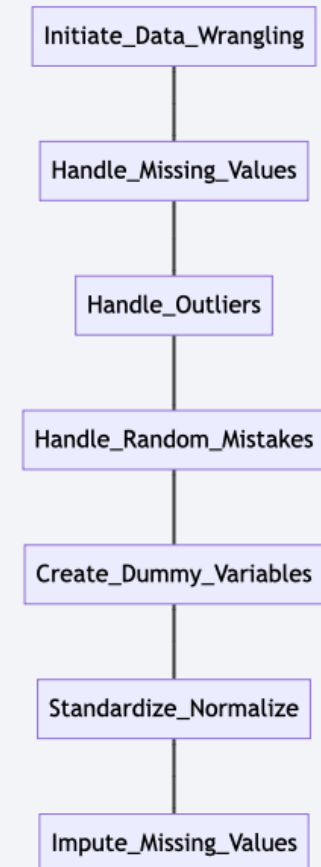 Initiate_Data_Wrangling
Handle_Missing_Values
Handle_Outliers
Handle_Random_Mistakes
Create_Dummy_Variables
Standardize_Normalize
Impute_Missing_Values